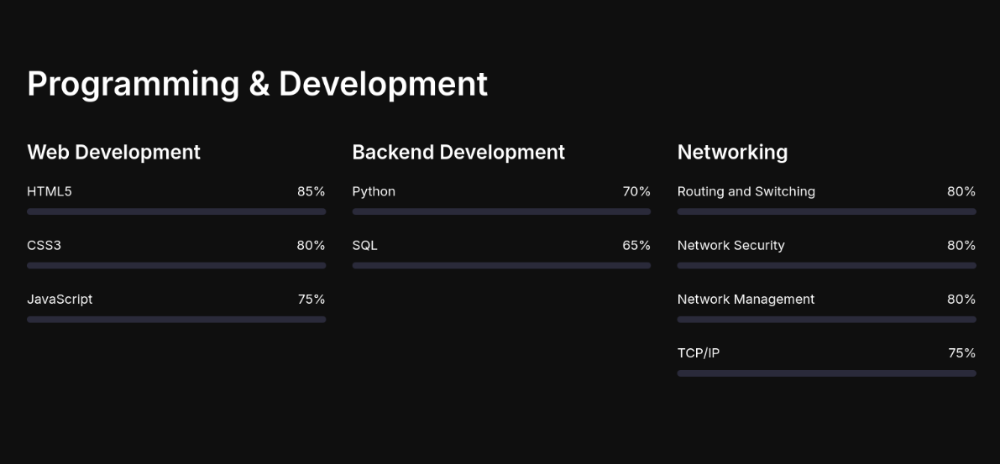 Programming & Development
Web Development
HTML5 85%
CSS3 80%
JavaScript 75%
Backend Development
Python 70%
SQL 65%
Networking
Routing and Switching 80%
Network Security 80%
Network Management 80%
TCP/IP 75%